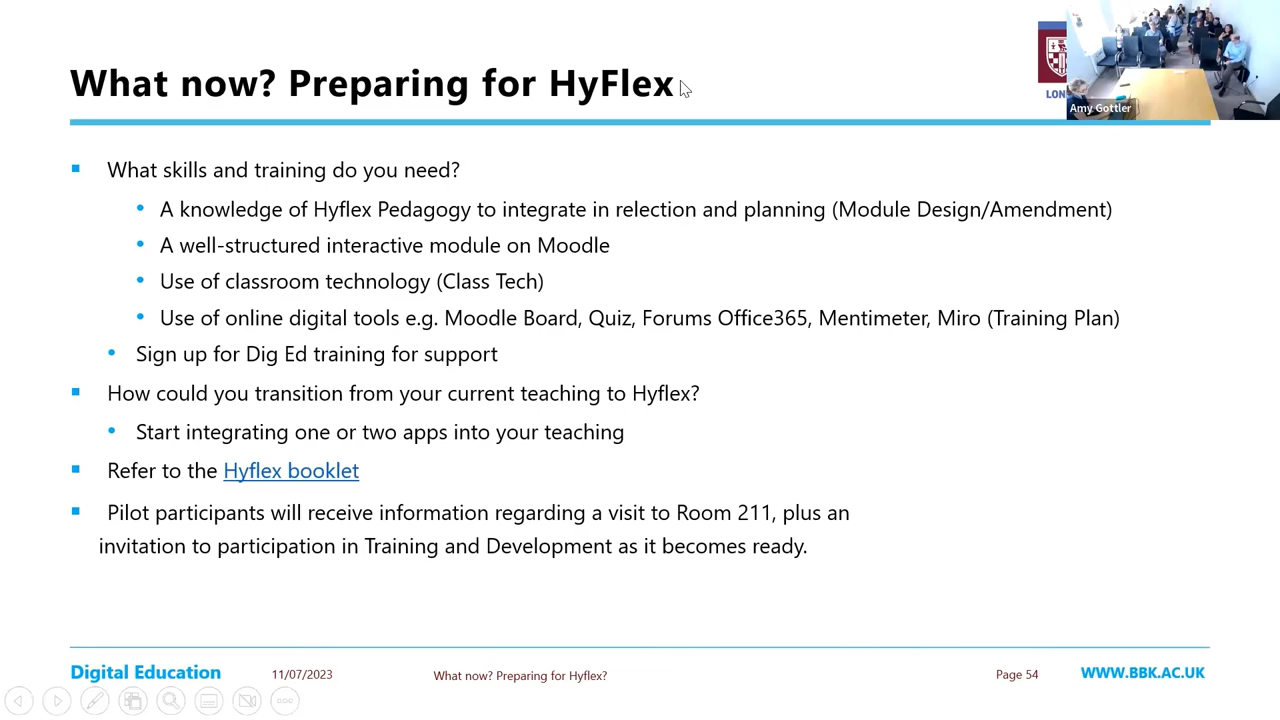 What now? Preparing for HyFlex
LON
Amy Gottler
What skills and training do you need?
A knowledge of Hyflex Pedagogy to integrate in relection and planning (Module Design/Amendment)
A well-structured interactive module on Moodle
Use of classroom technology (Class Tech)
Use of online digital tools e.g. Moodle Board, Quiz, Forums Office365, Mentimeter, Miro (Training Plan)
Sign up for Dig Ed training for support
How could you transition from your current teaching to Hyflex?
Start integrating one or two apps into your teaching
Refer to the Hyflex booklet
Pilot participants will receive information regarding a visit to Room 211, plus an
invitation to participation in Training and Development as it becomes ready.
Digital Education
11/07/2023
What now? Preparing for Hyflex?
Page 54
WWW.BBK.AC.UK